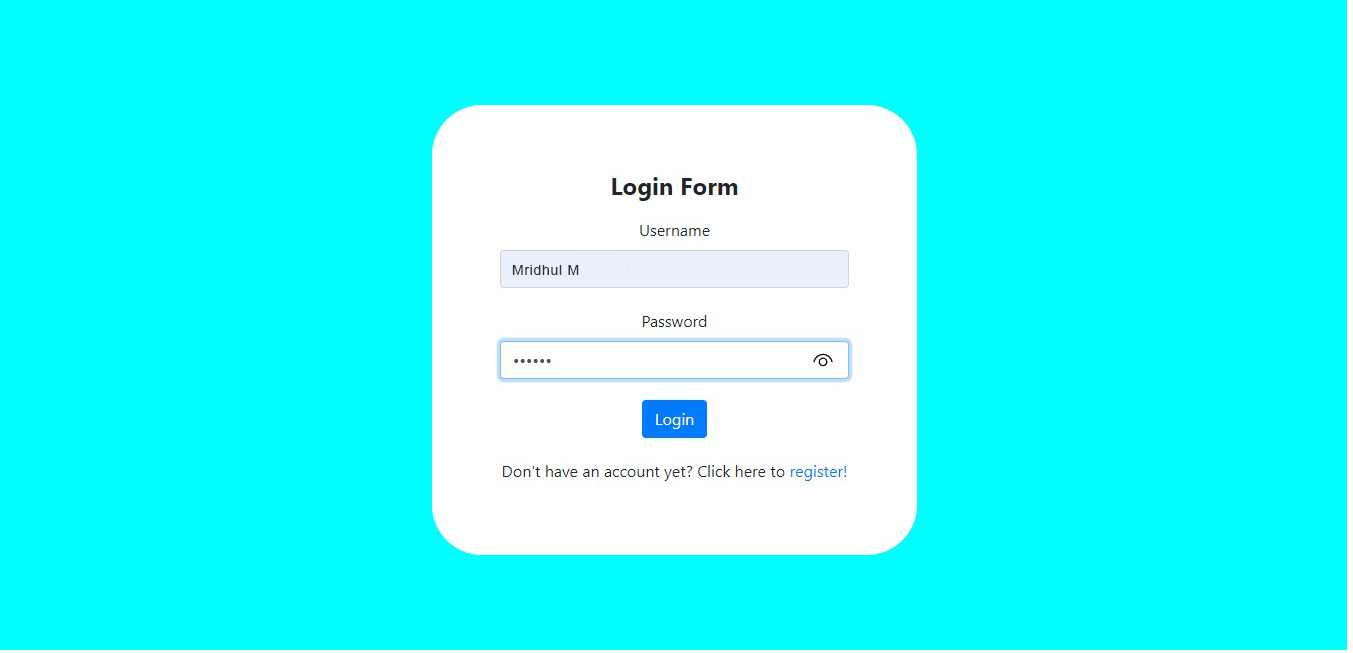 Login Form
Username
Mridhul M
Password
••••••
Login
Don't have an account yet? Click here to register!